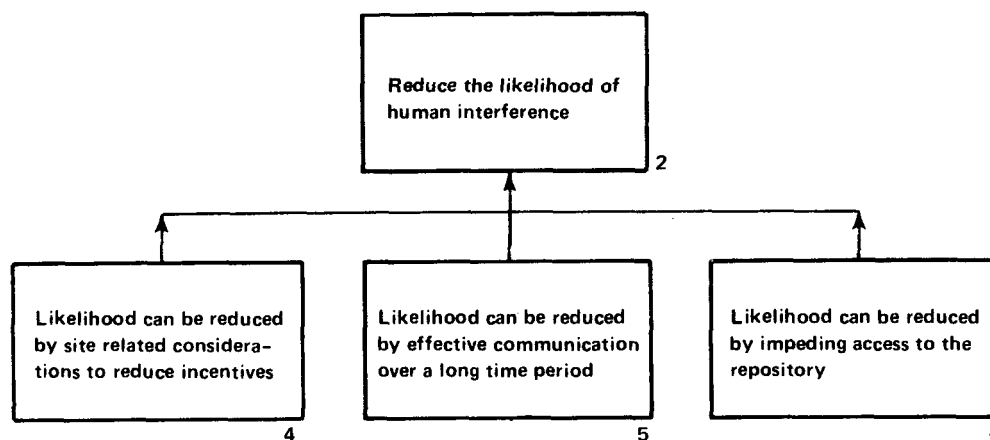 Reduce the likelihood of
human interference
2
Likelihood can be reduced
by site related considera-
tions to reduce incentives
4
Likelihood can be reduced
by effective communication
over a long time period
5
Likelihood can be reduced
by impeding access to the
repository